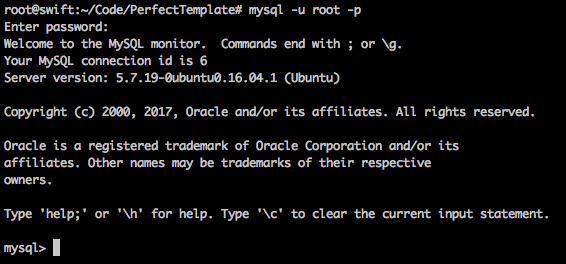 root@swift:~/Code/PerfectTemplate# mysql -u root -p
Enter password:
Welcome to the MySQL monitor.  Commands end with ; or \g.
Your MySQL connection id is 6
Server version: 5.7.19-0ubuntu0.16.04.1 (Ubuntu)
Copyright (c) 2000, 2017, Oracle and/or its affiliates. All rights reserved.
Oracle is a registered trademark of Oracle Corporation and/or its
affiliates. Other names may be trademarks of their respective
owners.
Type 'help;' or '\h' for help. Type '\c' to clear the current input statement.
mysql>